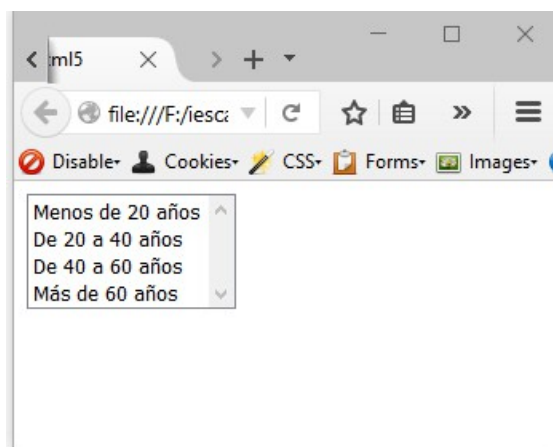 ml5
file:///F:/iesca
Disable Cookies CSS Forms Images
Menos de 20 años
De 20 a 40 años
De 40 a 60 años
Más de 60 años